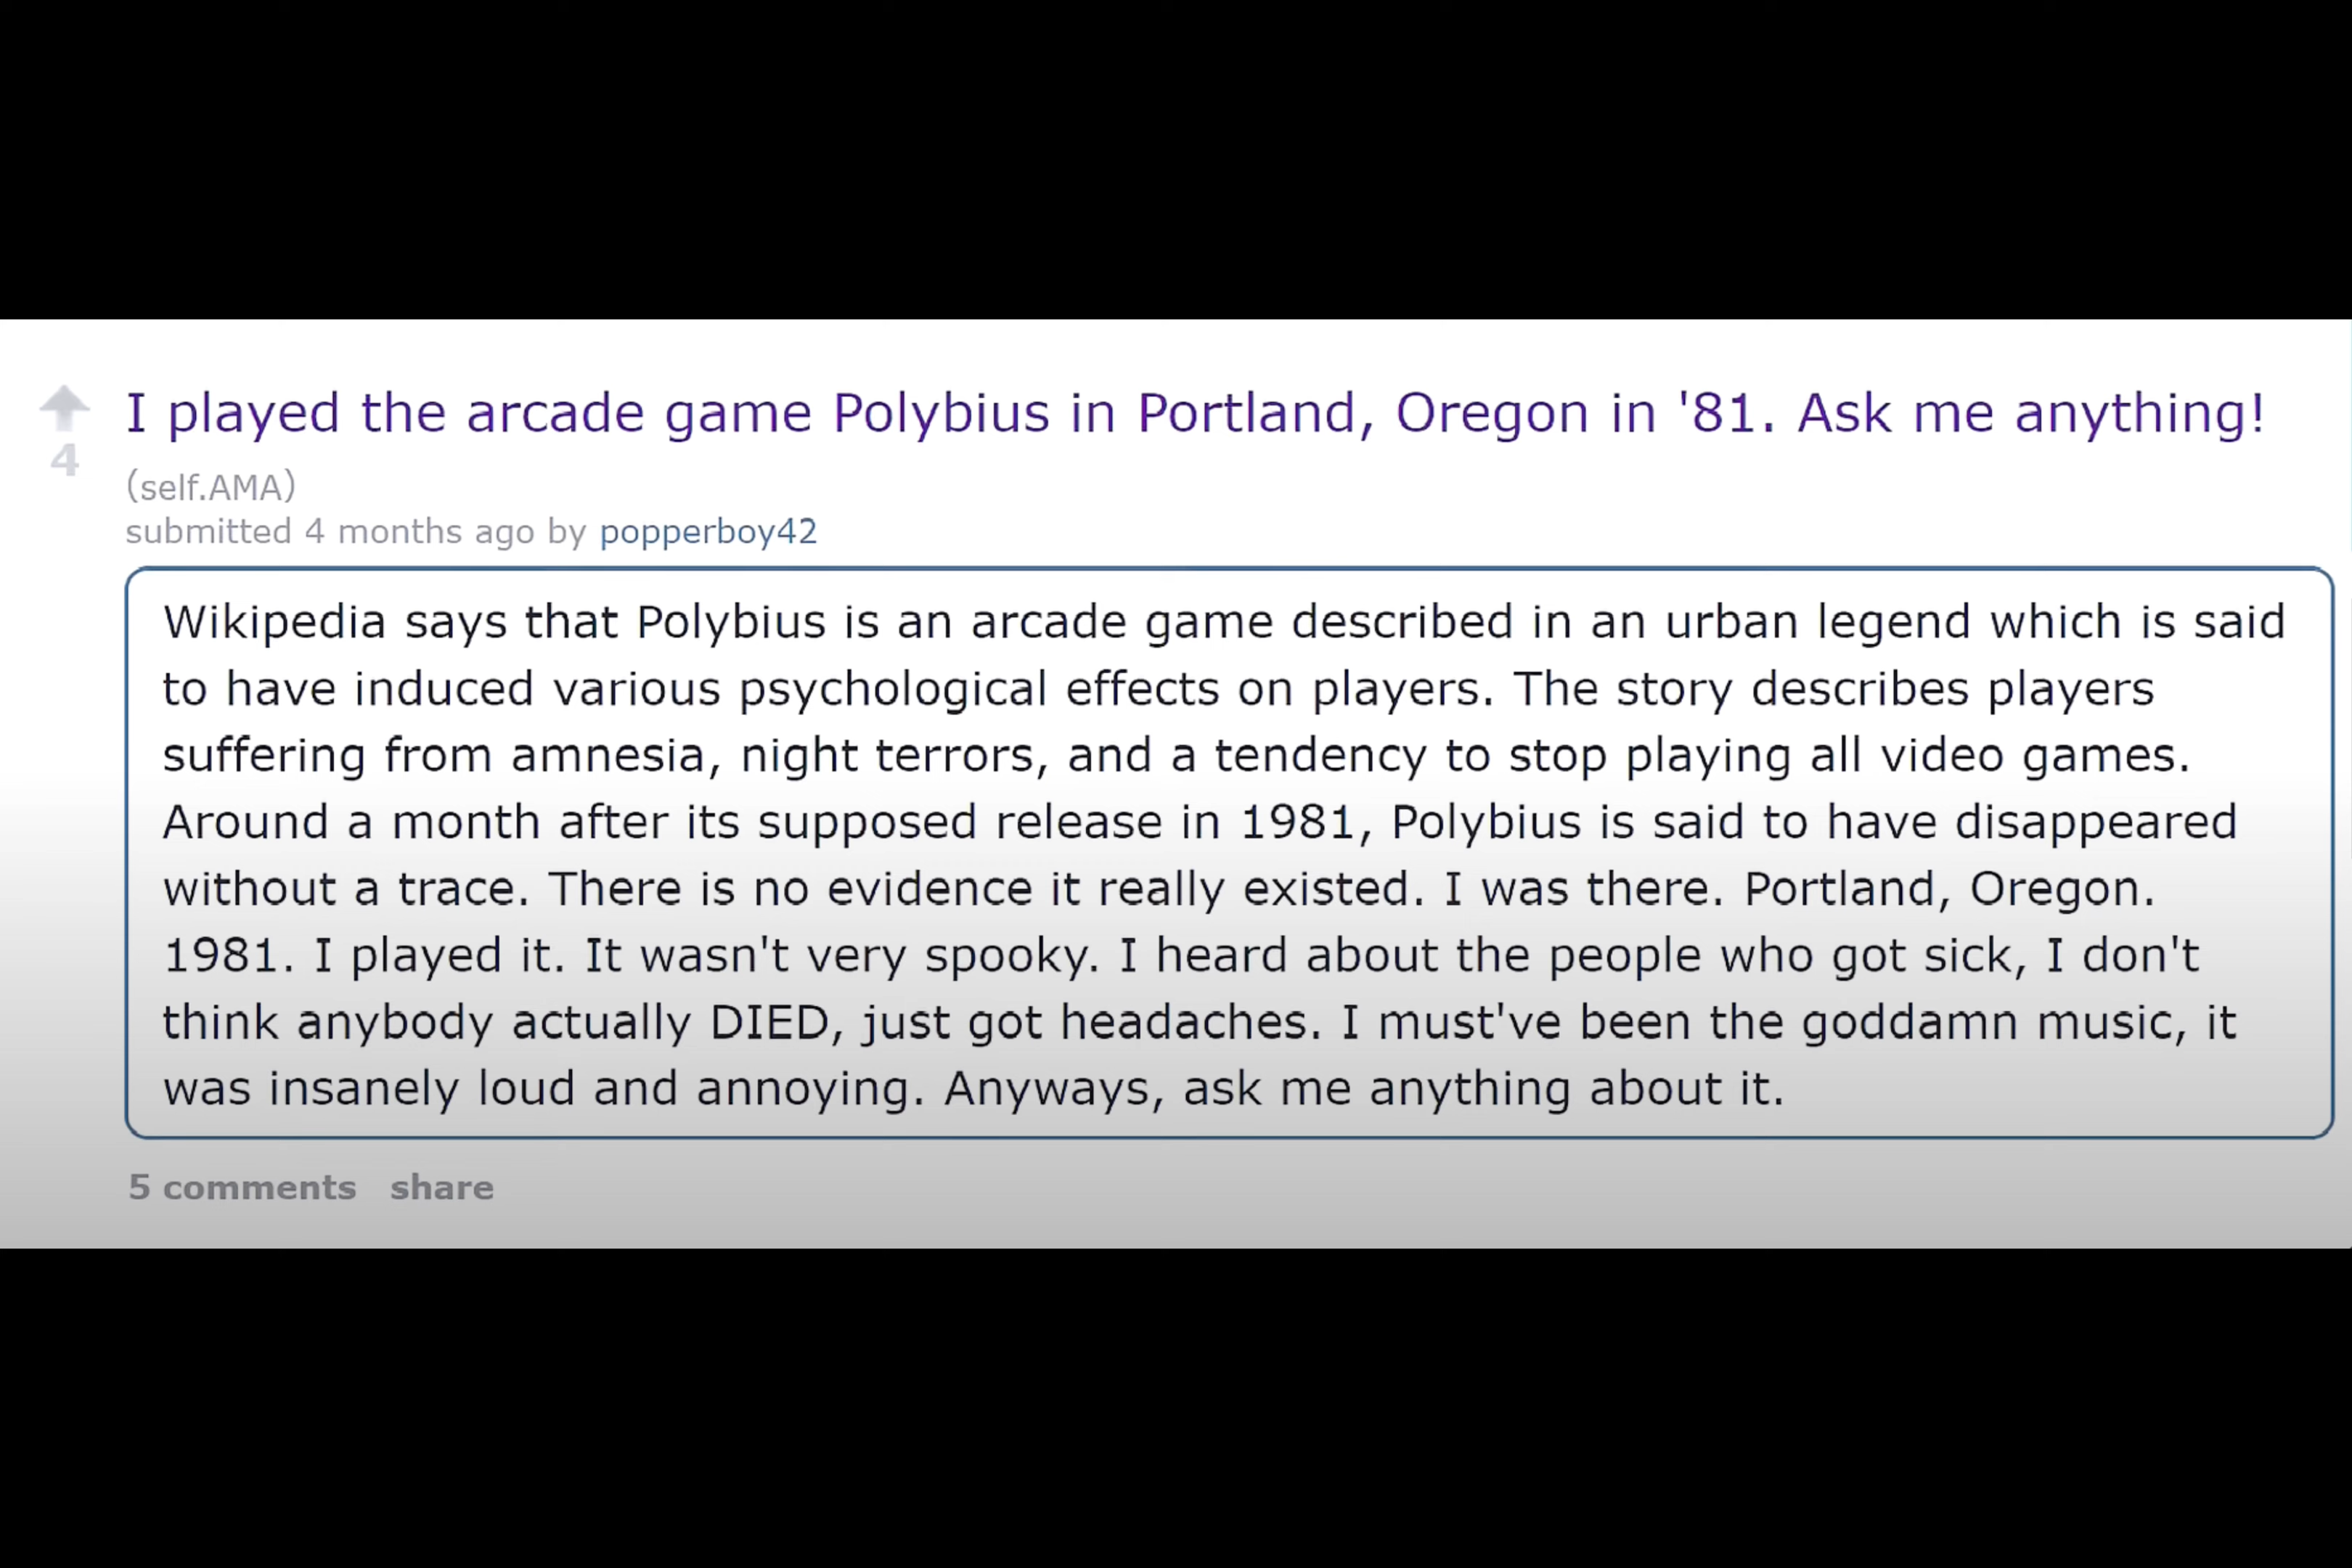 I played the arcade game Polybius in Portland, Oregon in '81. Ask me anything!
4
(self.AMA)
submitted 4 months ago by popperboy42
Wikipedia says that Polybius is an arcade game described in an urban legend which is said
to have induced various psychological effects on players. The story describes players
suffering from amnesia, night terrors, and a tendency to stop playing all video games.
Around a month after its supposed release in 1981, Polybius is said to have disappeared
without a trace. There is no evidence it really existed. I was there. Portland, Oregon.
1981. I played it. It wasn't very spooky. I heard about the people who got sick, I don't
think anybody actually DIED, just got headaches. I must've been the goddamn music, it
was insanely loud and annoying. Anyways, ask me anything about it.
5 comments share